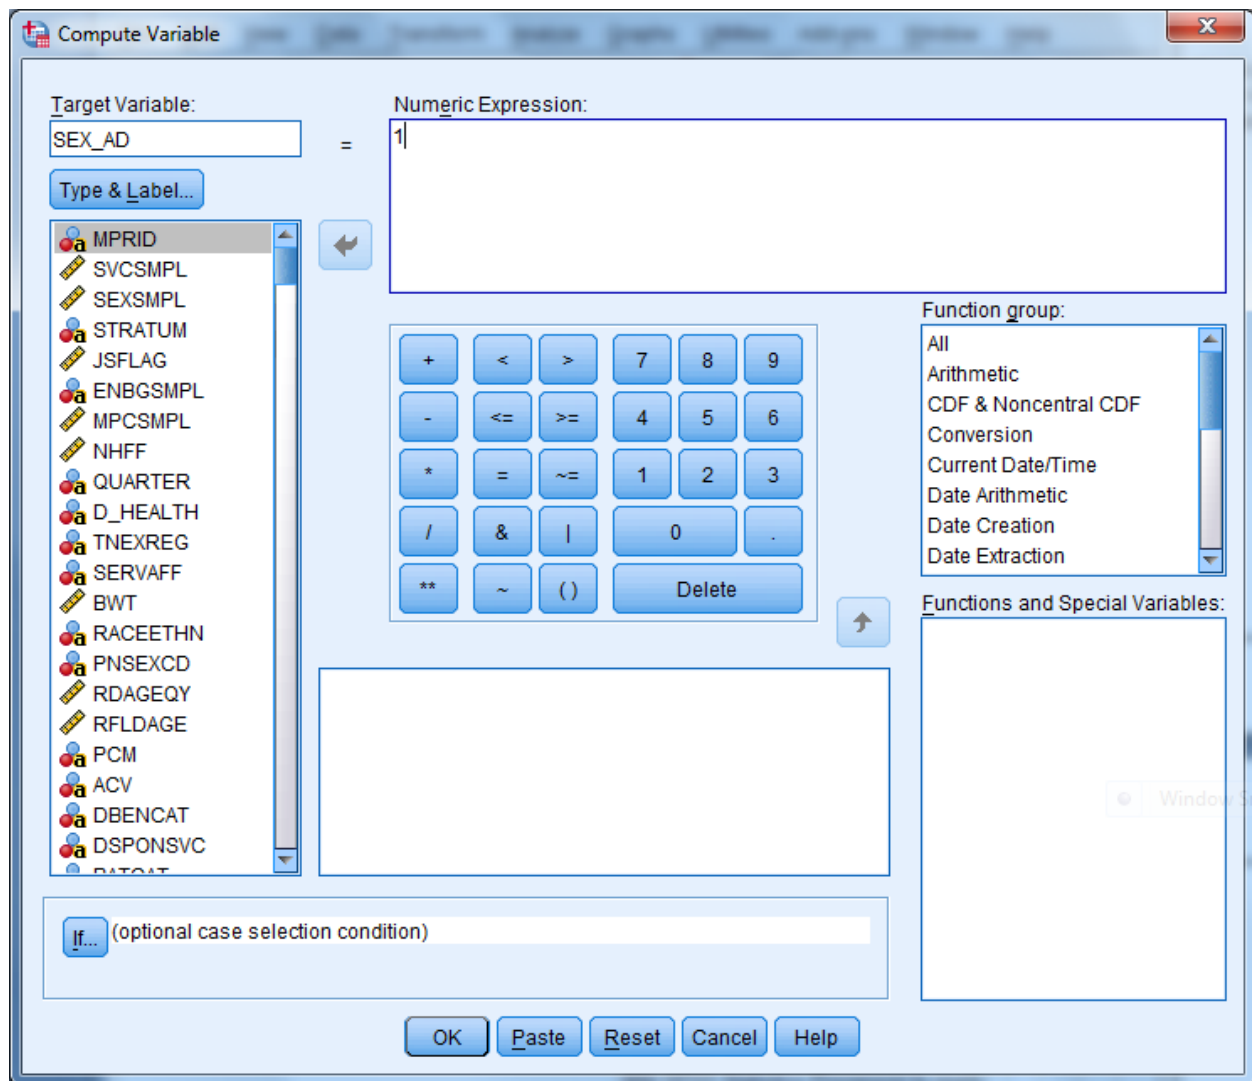 Compute Variable
Target Variable:
SEX_AD
=
Numeric Expression:
1
Type & Label...
MPRID
SVCSMPL
SEXSMPL
STRATUM
JSFLAG
ENBGSMPL
MPCSMPL
NHFF
QUARTER
D_HEALTH
TNEXREG
SERVAFF
BWT
RACEETHN
PNSEXCD
RDAGEQY
RFLDAGE
PCM
ACV
DBENCAT
DSPONSVC
+ < > 7 8 9
- <= >= 4 5 6
* = ~= 1 2 3
/ & | 0 .
** ~ ( ) Delete
Function group:
All
Arithmetic
CDF & Noncentral CDF
Conversion
Current Date/Time
Date Arithmetic
Date Creation
Date Extraction
Functions and Special Variables:
Window
If... (optional case selection condition)
OK Paste Reset Cancel Help